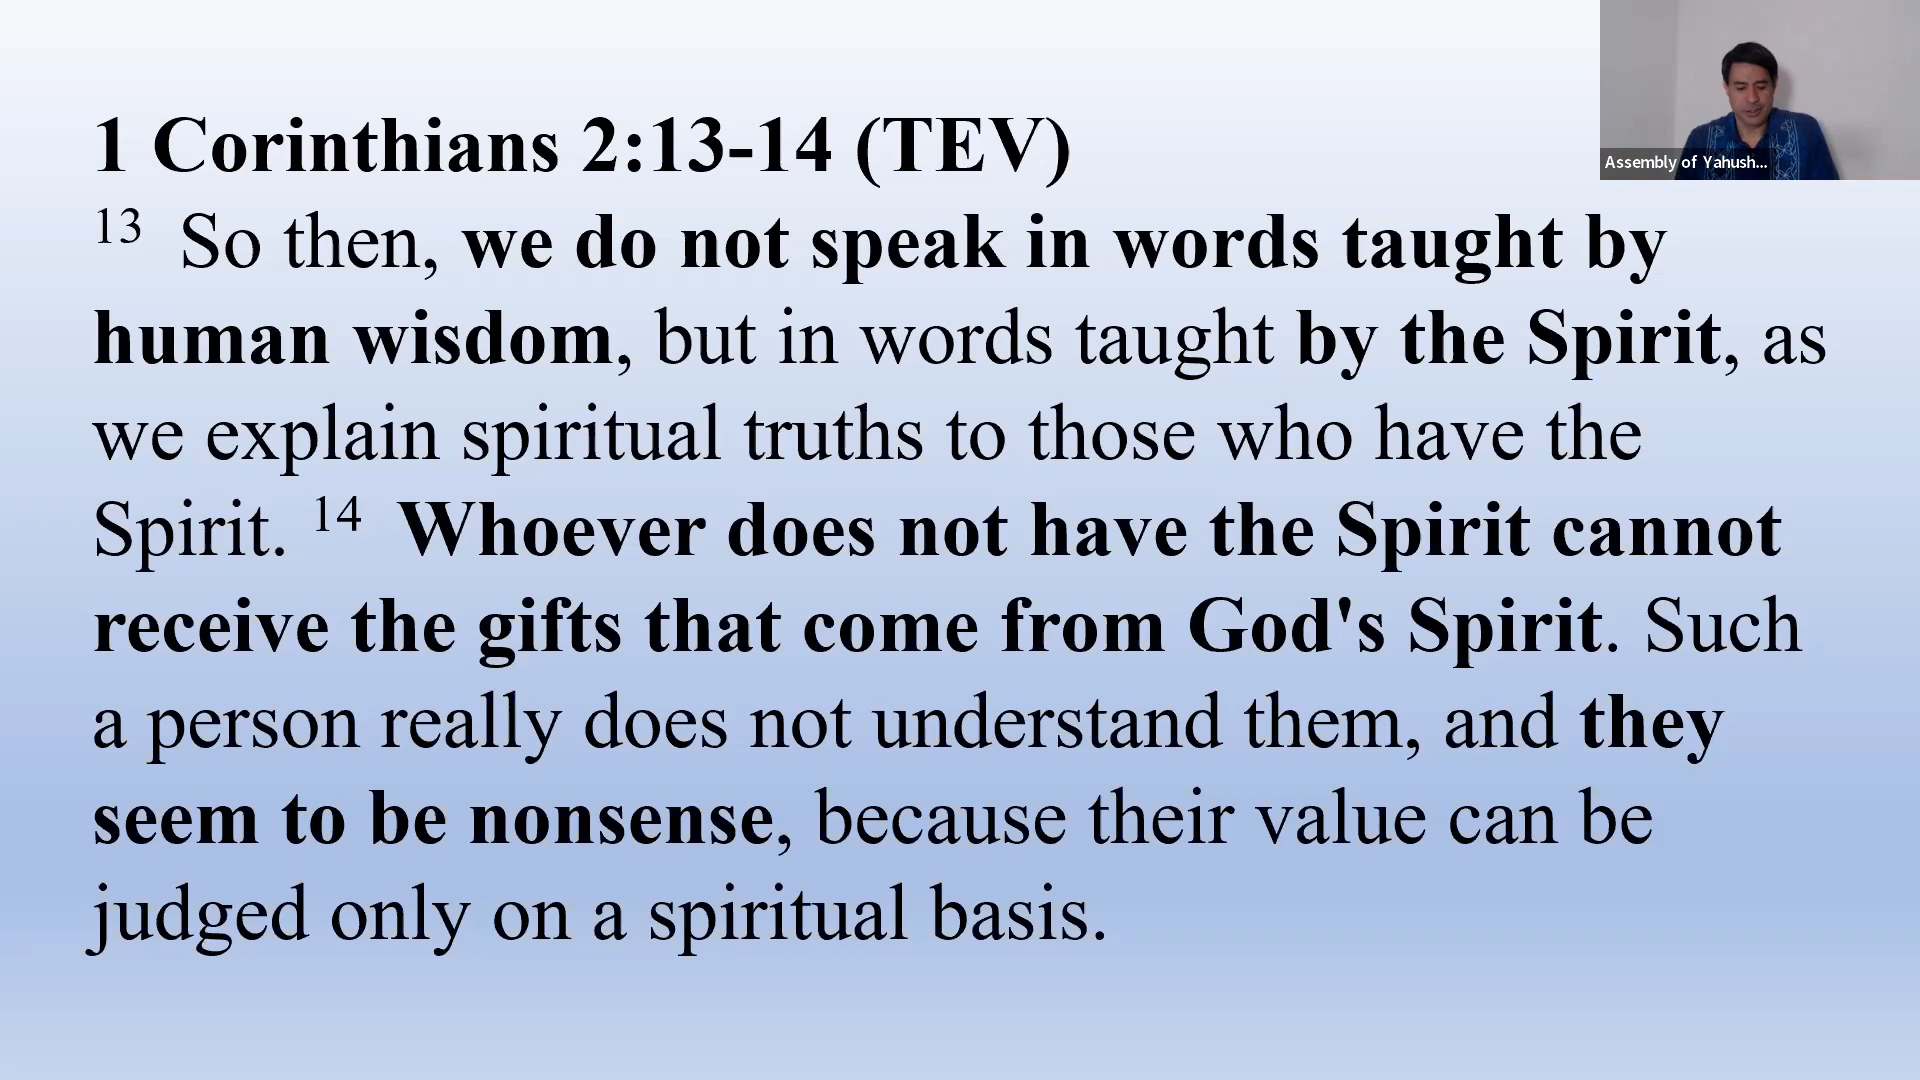 1 Corinthians 2:13-14 (TEV)
13 So then, we do not speak in words taught by
human wisdom, but in words taught by the Spirit, as
we explain spiritual truths to those who have the
Spirit. 14 Whoever does not have the Spirit cannot
receive the gifts that come from God's Spirit. Such
a person really does not understand them, and they
seem to be nonsense, because their value can be
judged only on a spiritual basis.
Assembly of Yahush...